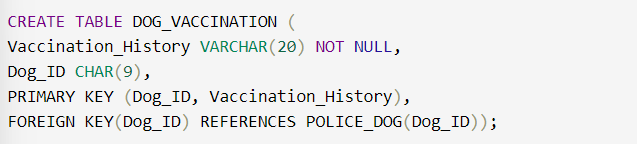 CREATE TABLE DOG_VACCINATION (
Vaccination_History VARCHAR(20) NOT NULL,
Dog_ID CHAR(9),
PRIMARY KEY (Dog_ID, Vaccination_History),
FOREIGN KEY(Dog_ID) REFERENCES POLICE_DOG(Dog_ID));